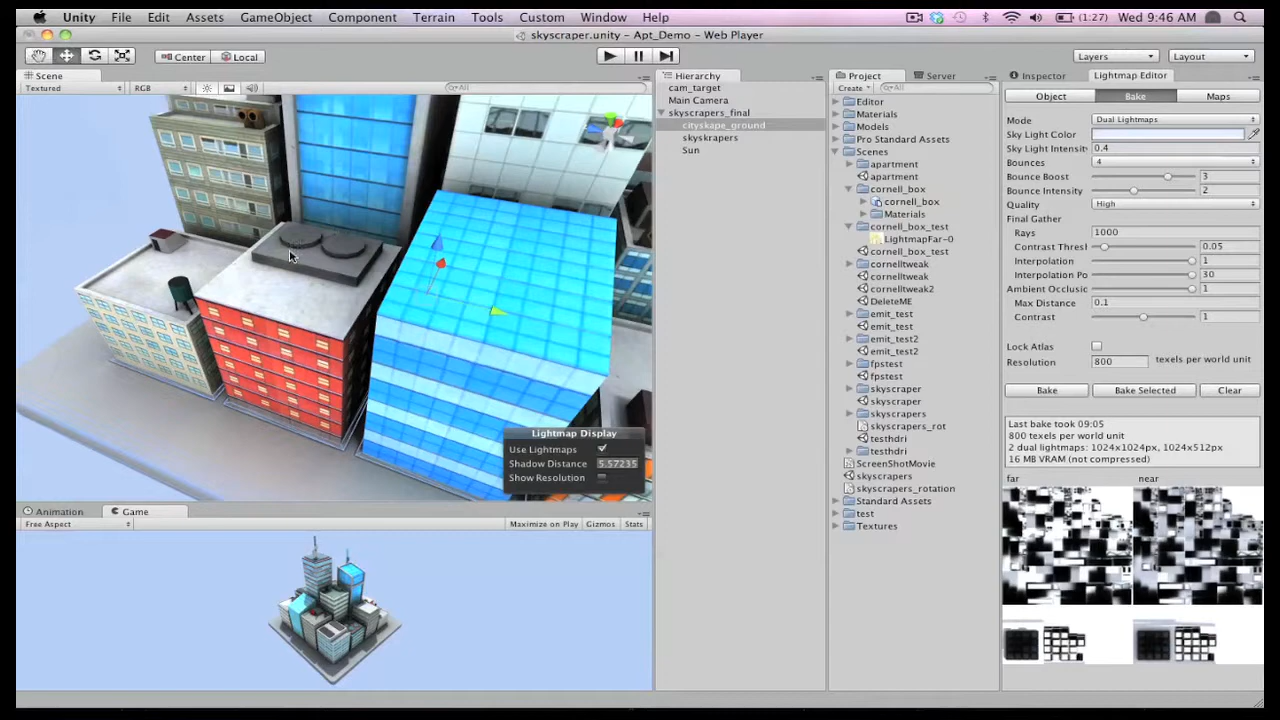 Unity File Edit Assets GameObject Component Terrain Tools Custom Window Help (1:27) Wed 9:46 AM
skyscraper.unity - Apt_Demo - Web Player
Center Local Layers Layout
Scene
Textured RGB All
Hierarchy
cam_target
Main Camera
skyscrapers_final
cityskape_ground
skyskrapers
Sun
Project Server
Create All
Editor
Materials
Models
Pro Standard Assets
Scenes
apartment
apartment
cornell_box
cornell_box
Materials
cornell_box_test
LightmapFar-0
cornell_box_test
cornelltweak
cornelltweak
cornelltweak2
DeleteME
emit_test
emit_test
emit_test2
emit_test2
fpstest
fpstest
skyscraper
skyscraper
skyscrapers
skyscrapers_rot
testhdri
testhdri
ScreenShotMovie
skyscrapers
skyscrapers_rotation
Standard Assets
test
Textures
Inspector Lightmap Editor
Object Bake Maps
Mode Dual Lightmaps
Sky Light Color
Sky Light Intensit 0.4
Bounces 4
Bounce Boost 3
Bounce Intensity 2
Quality High
Final Gather
Rays 1000
Contrast Thresh 0.05
Interpolation 1
Interpolation Po 30
Ambient Occlusio 1
Max Distance 0.1
Contrast 1
Lock Atlas
Resolution 800 texels per world unit
Bake Bake Selected Clear
Last bake took 09:05
800 texels per world unit
2 dual lightmaps: 1024x1024px, 1024x512px
16 MB VRAM (not compressed)
far near
Lightmap Display
Use Lightmaps
Shadow Distance 5.57235
Show Resolution
Animation Game
Free Aspect Maximize on Play Gizmos Stats